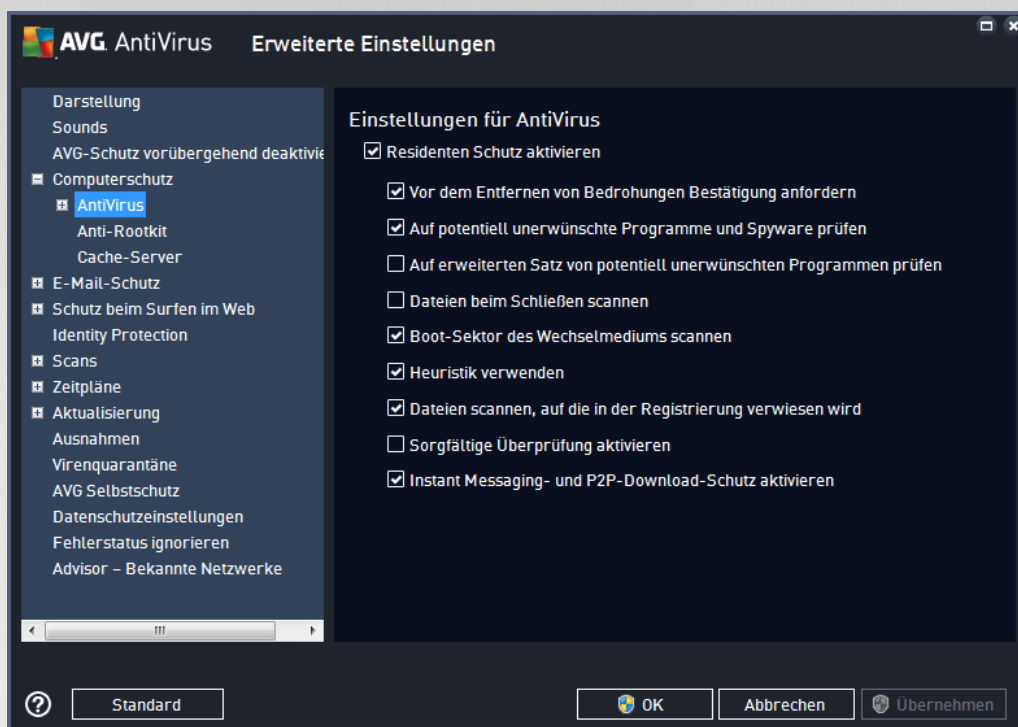 AVG. AntiVirus Erweiterte Einstellungen
Darstellung
Sounds
AVG-Schutz vorübergehend deaktivie
Computerschutz
AntiVirus
Anti-Rootkit
Cache-Server
E-Mail-Schutz
Schutz beim Surfen im Web
Identity Protection
Scans
Zeitpläne
Aktualisierung
Ausnahmen
Virenquarantäne
AVG Selbstschutz
Datenschutzeinstellungen
Fehlerstatus ignorieren
Advisor – Bekannte Netzwerke
Einstellungen für AntiVirus
Residenten Schutz aktivieren
Vor dem Entfernen von Bedrohungen Bestätigung anfordern
Auf potentiell unerwünschte Programme und Spyware prüfen
Auf erweiterten Satz von potentiell unerwünschten Programmen prüfen
Dateien beim Schließen scannen
Boot-Sektor des Wechselmediums scannen
Heuristik verwenden
Dateien scannen, auf die in der Registrierung verwiesen wird
Sorgfältige Überprüfung aktivieren
Instant Messaging- und P2P-Download-Schutz aktivieren
Standard
OK
Abbrechen
Übernehmen